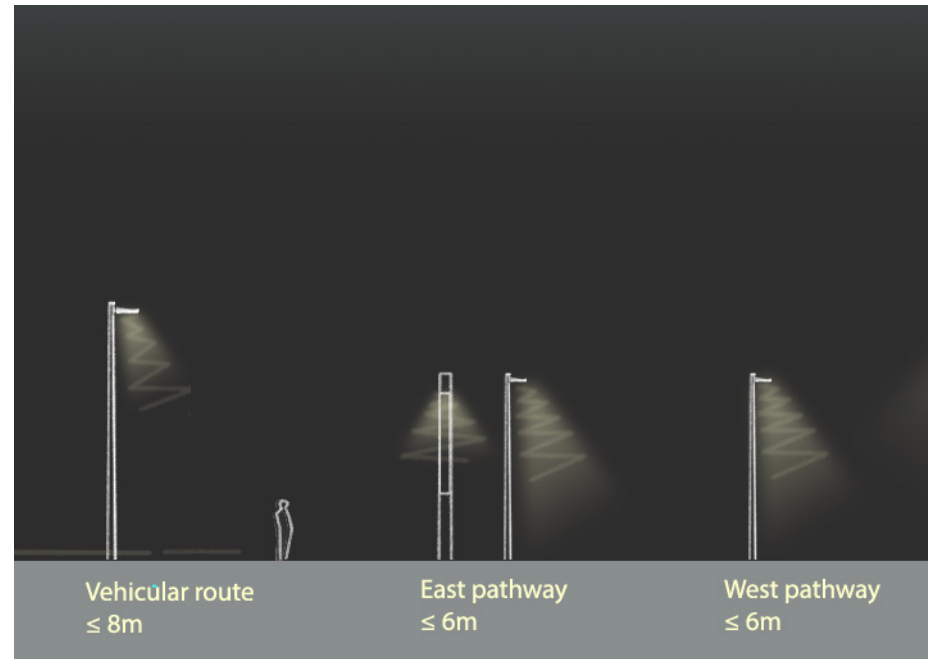 Vehicular route
≤ 8m
East pathway
≤ 6m
West pathway
≤ 6m